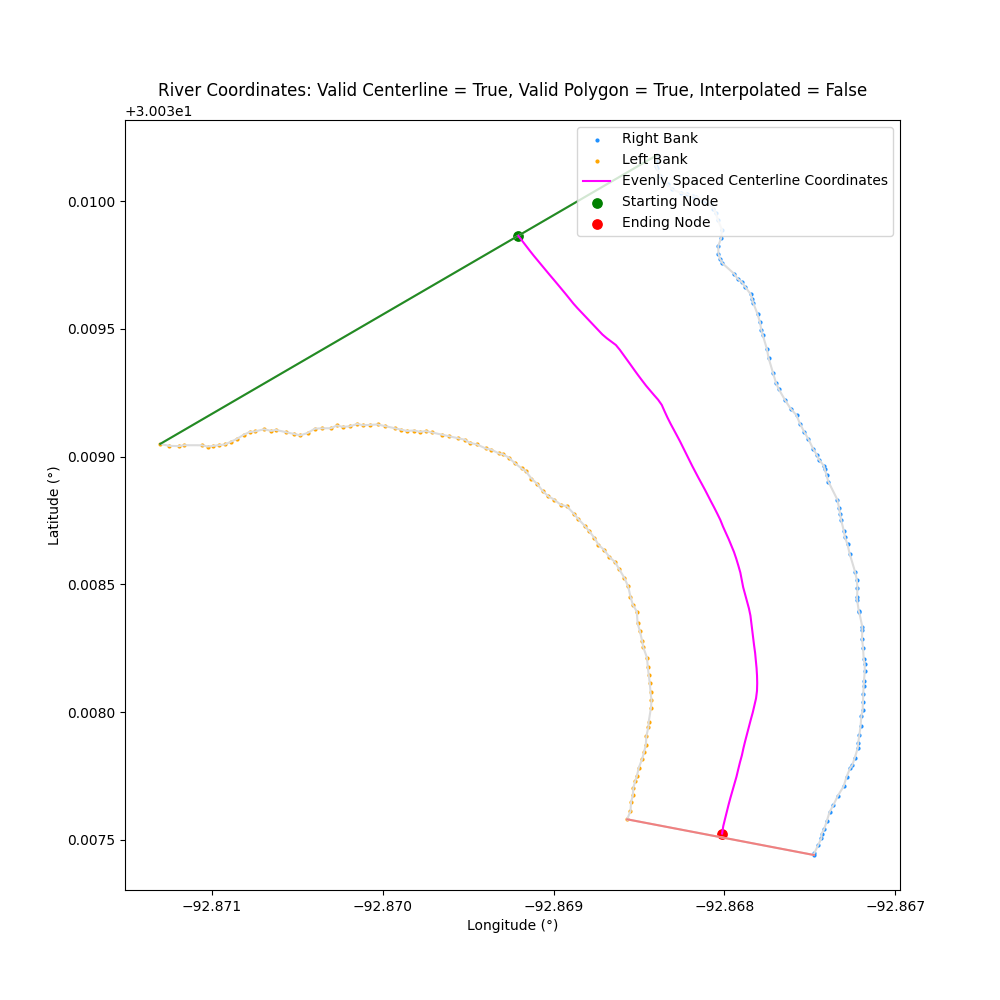 River Coordinates: Valid Centerline = True, Valid Polygon = True, Interpolated = False
+3.003e1
Right Bank
Left Bank
Evenly Spaced Centerline Coordinates
Starting Node
Ending Node
0.0100
0.0095
0.0090
0.0085
0.0080
0.0075
Latitude (°)
−92.871
−92.870
−92.869
−92.868
−92.867
Longitude (°)